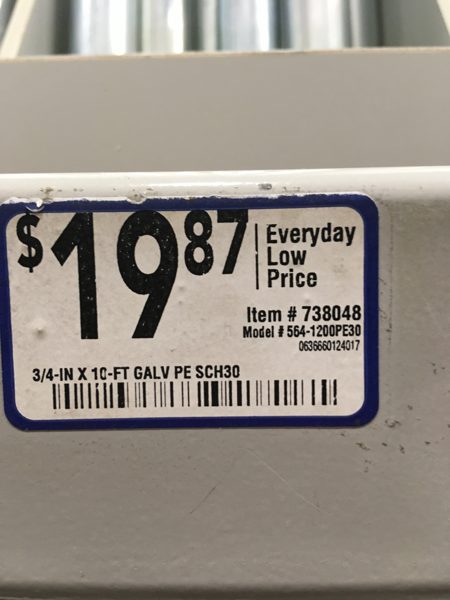 $1987
Everyday
Low
Price
Item # 738048
Model # 564-1200PE30
0636660124017
3/4-IN X 10-FT GALV PE SCH30